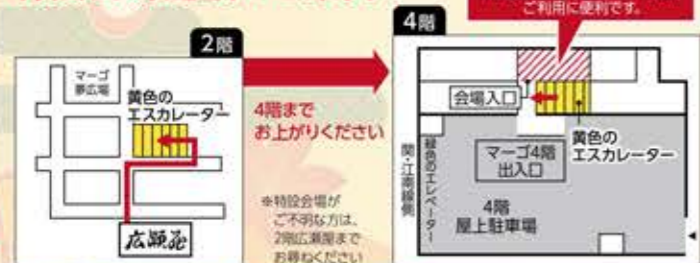 ご利用に便利です。
2階
マーゴ
夢広場
黄色の
エスカレーター
広瀬屋
4階まで
お上がりください
※特設会場が
ご不明な方は、
2階広瀬屋まで
お尋ねください
4階
会場入口
黄色の
エスカレーター
マーゴ4階
出入口
緑色のエレベーター
関・江南線側
4階
屋上駐車場